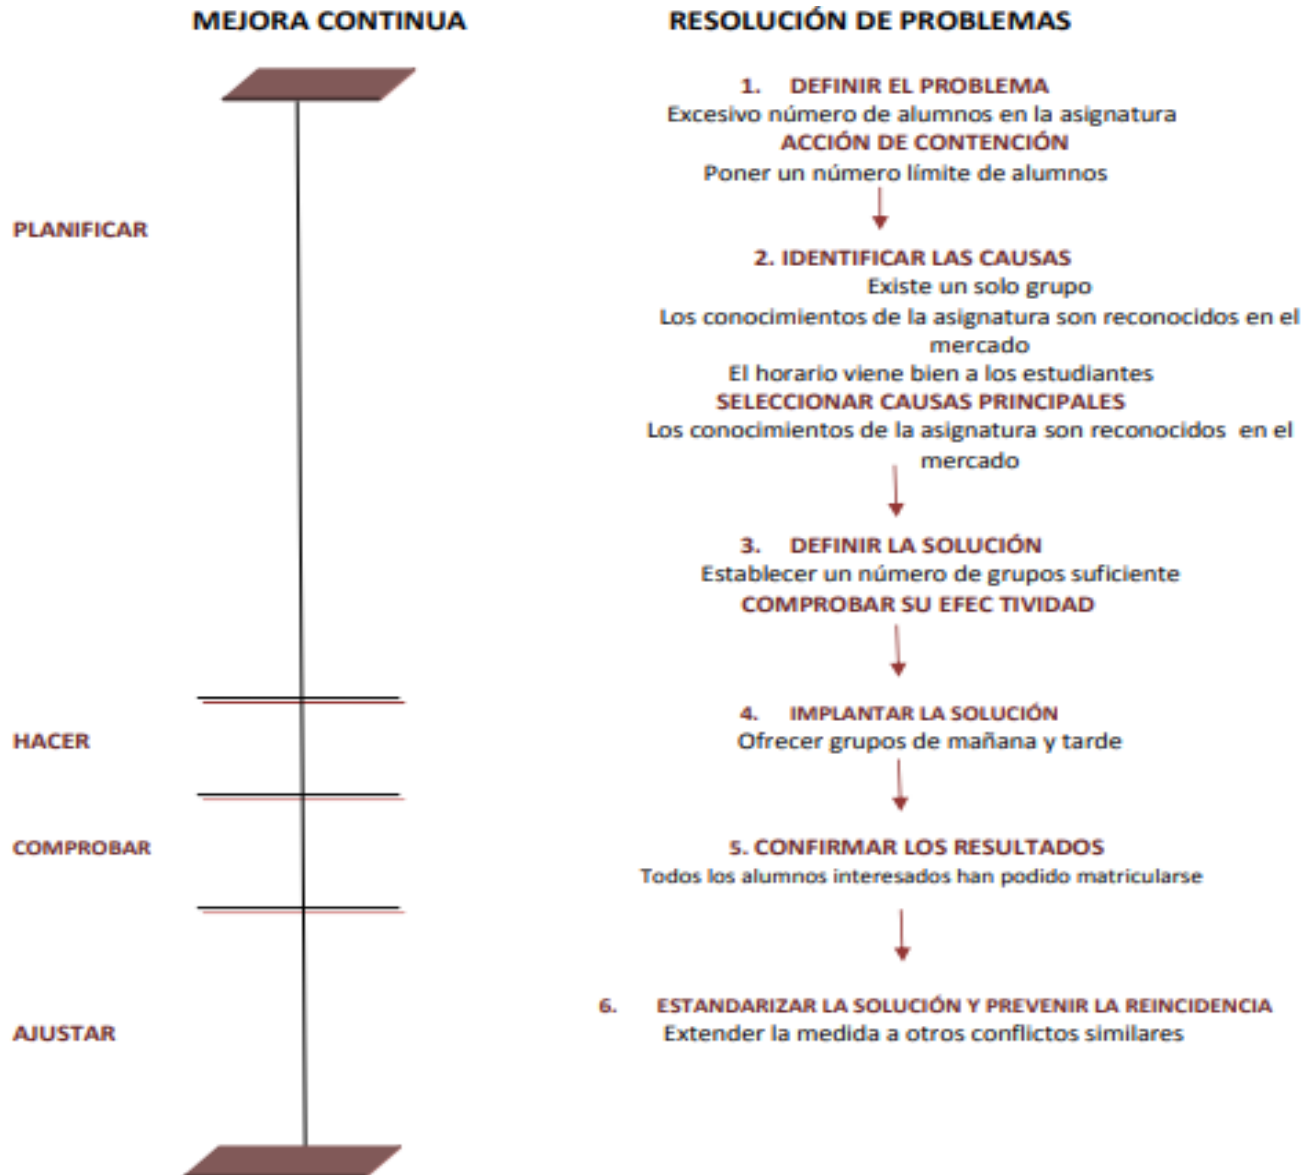 MEJORA CONTINUA
RESOLUCIÓN DE PROBLEMAS
1. DEFINIR EL PROBLEMA
Excesivo número de alumnos en la asignatura
ACCIÓN DE CONTENCIÓN
Poner un número límite de alumnos
PLANIFICAR
2. IDENTIFICAR LAS CAUSAS
Existe un solo grupo
Los conocimientos de la asignatura son reconocidos en el
mercado
El horario viene bien a los estudiantes
SELECCIONAR CAUSAS PRINCIPALES
Los conocimientos de la asignatura son reconocidos en el
mercado
3. DEFINIR LA SOLUCIÓN
Establecer un número de grupos suficiente
COMPROBAR SU EFEC TIVIDAD
HACER
4. IMPLANTAR LA SOLUCIÓN
Ofrecer grupos de mañana y tarde
COMPROBAR
5. CONFIRMAR LOS RESULTADOS
Todos los alumnos interesados han podido matricularse
AJUSTAR
6. ESTANDARIZAR LA SOLUCIÓN Y PREVENIR LA REINCIDENCIA
Extender la medida a otros conflictos similares